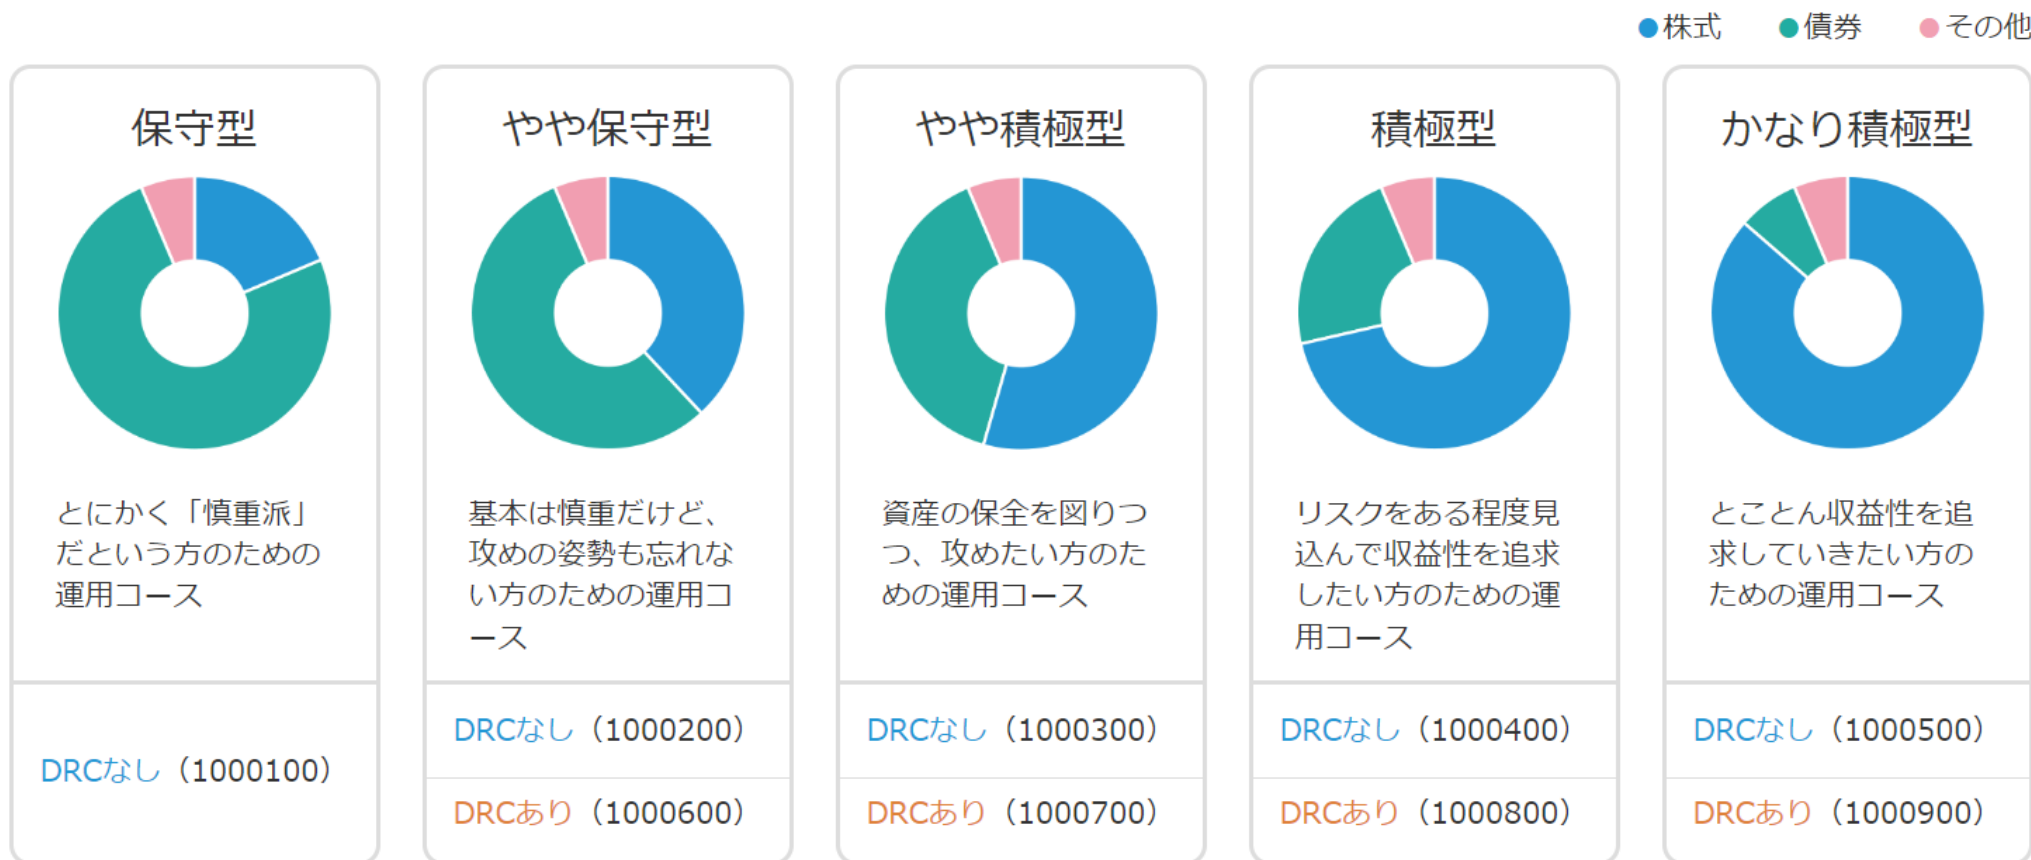 ●株式 ●債券 ●その他
保守型
とにかく「慎重派」
だという方のための
運用コース
DRCなし（1000100）
やや保守型
基本は慎重だけど、
攻めの姿勢も忘れな
い方のための運用コ
ース
DRCなし（1000200）
DRCあり（1000600）
やや積極型
資産の保全を図りつ
つ、攻めたい方のた
めの運用コース
DRCなし（1000300）
DRCあり（1000700）
積極型
リスクをある程度見
込んで収益性を追求
したい方のための運
用コース
DRCなし（1000400）
DRCあり（1000800）
かなり積極型
とことん収益性を追
求していきたい方の
ための運用コース
DRCなし（1000500）
DRCあり（1000900）